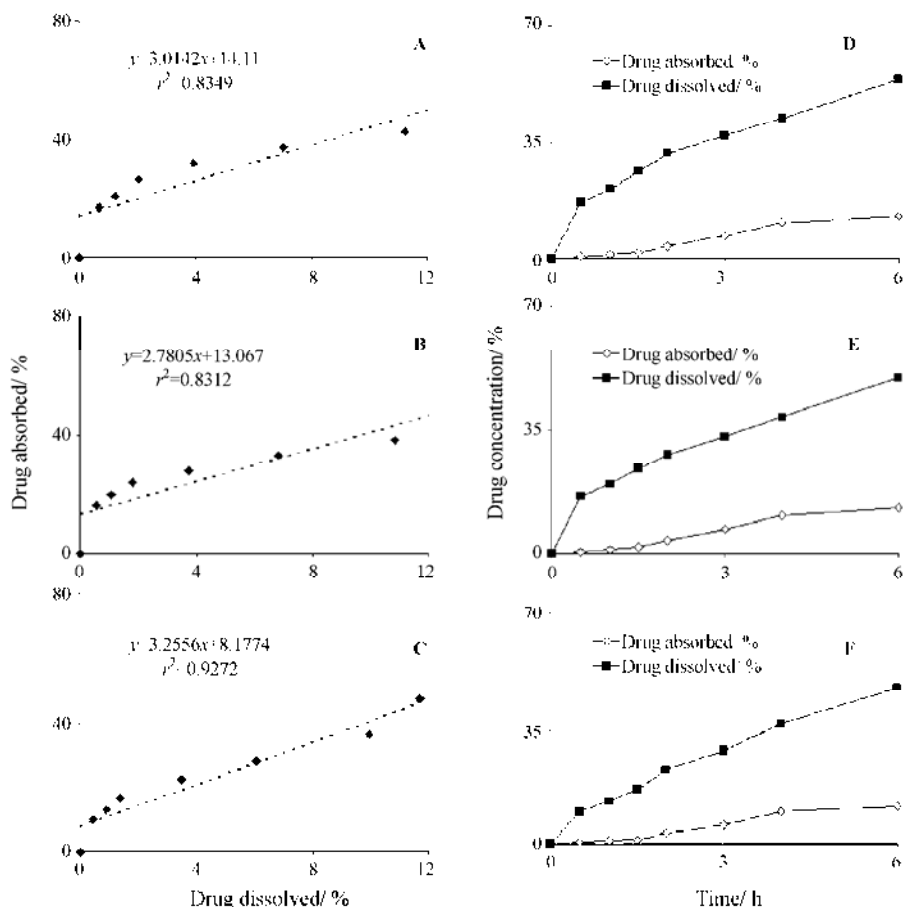 80
A
y=3.0142x+14.11
r²=0.8349
40
0
0 4 8 12
80
B
y=2.7805x+13.067
r²=0.8312
40
0
0 4 8 12
80
C
y=3.2556x+8.1774
r²=0.9272
40
0
0 4 8 12
Drug absorbed/ %
Drug dissolved/ %
70
D
Drug absorbed/ %
Drug dissolved/ %
35
0
0 3 6
70
E
Drug absorbed/ %
Drug dissolved/ %
35
0
0 3 6
70
F
Drug absorbed/ %
Drug dissolved/ %
35
0
0 3 6
Drug concentration/ %
Time/ h